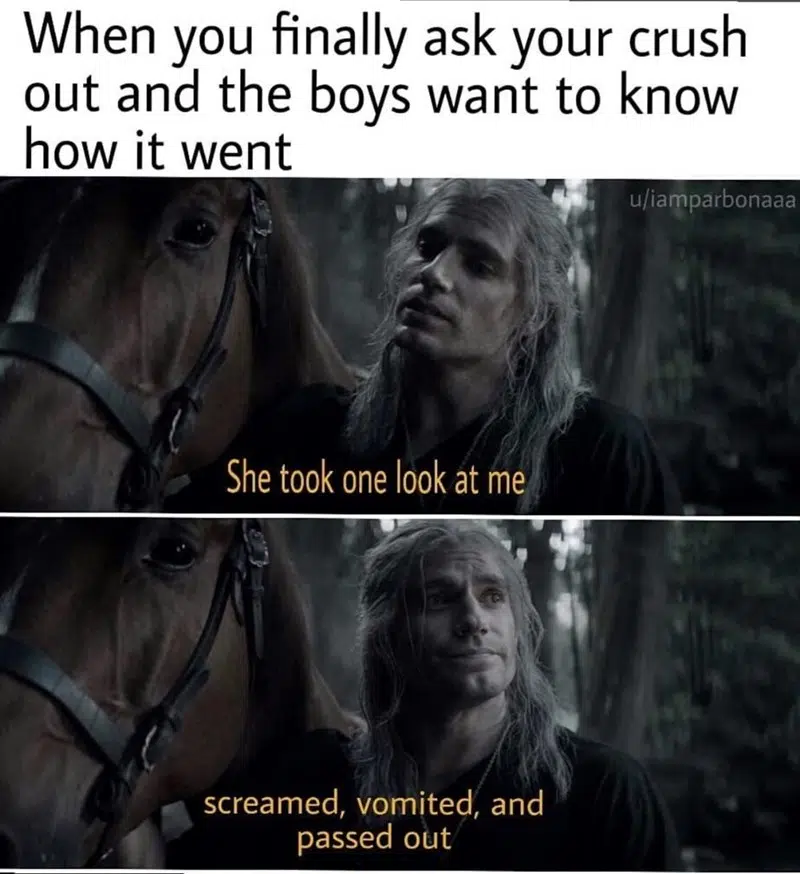 When you finally ask your crush
out and the boys want to know
how it went
u/iamparbonaaa
She took one look at me
screamed, vomited, and
passed out